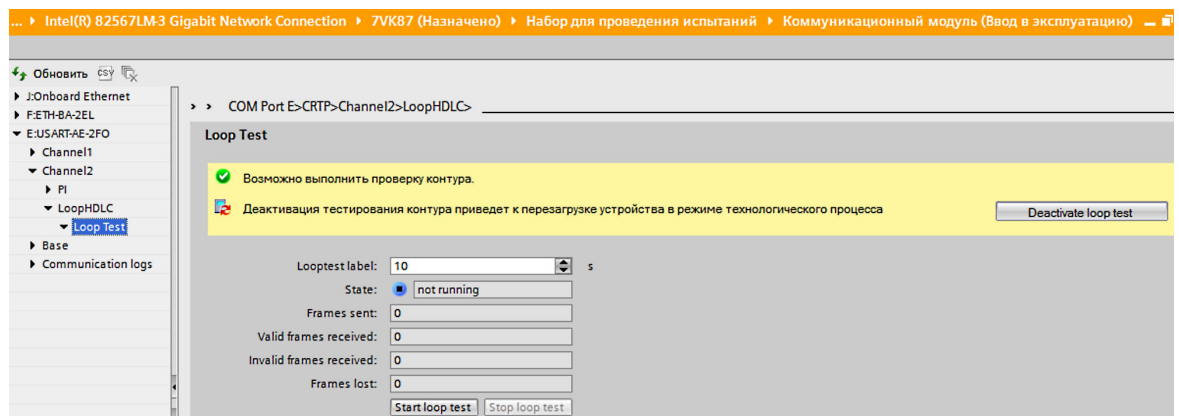 ... Intel(R) 82567LM-3 Gigabit Network Connection 7VK87 (Назначено) Набор для проведения испытаний Коммуникационный модуль (Ввод в эксплуатацию)
Обновить CSV
J:Onboard Ethernet
F:ETH-BA-2EL
E:USART-AE-2FO
Channel1
Channel2
PI
LoopHDLC
Loop Test
Base
Communication logs
> > COM Port E>CRTP>Channel2>LoopHDLC>
Loop Test
Возможно выполнить проверку контура.
Деактивация тестирования контура приведет к перезагрузке устройства в режиме технологического процесса
Deactivate loop test
Looptest label: 10 s
State: not running
Frames sent: 0
Valid frames received: 0
Invalid frames received: 0
Frames lost: 0
Start loop test Stop loop test